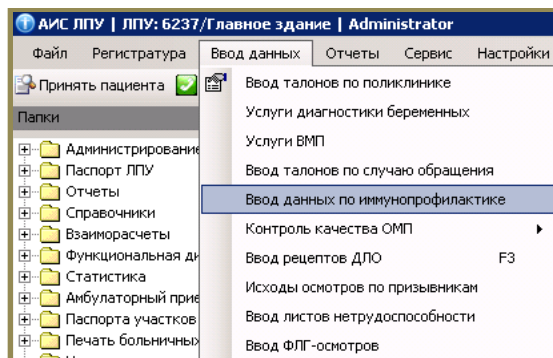 АИС ЛПУ | ЛПУ: 6237/Главное здание | Administrator
Файл Регистратура Ввод данных Отчеты Сервис Настройки
Принять пациента
Папки
Администрирование
Паспорт ЛПУ
Отчеты
Справочники
Взаиморасчеты
Функциональная ди
Статистика
Амбулаторный прие
Паспорта участков
Печать больничных
Ввод талонов по поликлинике
Услуги диагностики беременных
Услуги ВМП
Ввод талонов по случаю обращения
Ввод данных по иммунопрофилактике
Контроль качества ОМП
Ввод рецептов ДЛО F3
Исходы осмотров по призывникам
Ввод листов нетрудоспособности
Ввод ФЛГ-осмотров